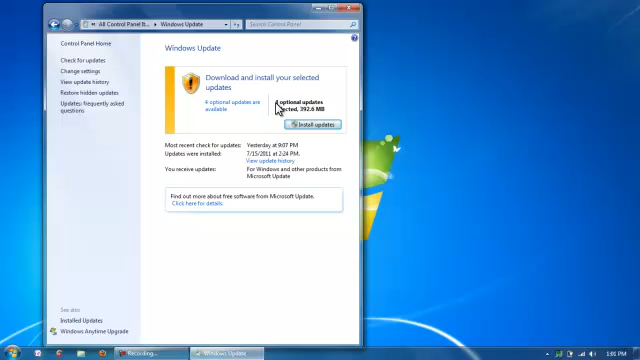 All Control Panel It...
Windows Update
Search Control Panel
Control Panel Home
Check for updates
Change settings
View update history
Restore hidden updates
Updates: frequently asked
questions
Windows Update
Download and install your selected
updates
4 optional updates are
available
optional updates
392.6 MB
Install updates
Most recent check for updates: Yesterday at 9:07 PM
Updates were installed: 7/15/2011 at 2:24 PM.
View update history
You receive updates: For Windows and other products from
Microsoft Update
Find out more about free software from Microsoft Update.
Click here for details.
See also
Installed Updates
Windows Anytime Upgrade
Recording...
Windows Update
1:01 PM